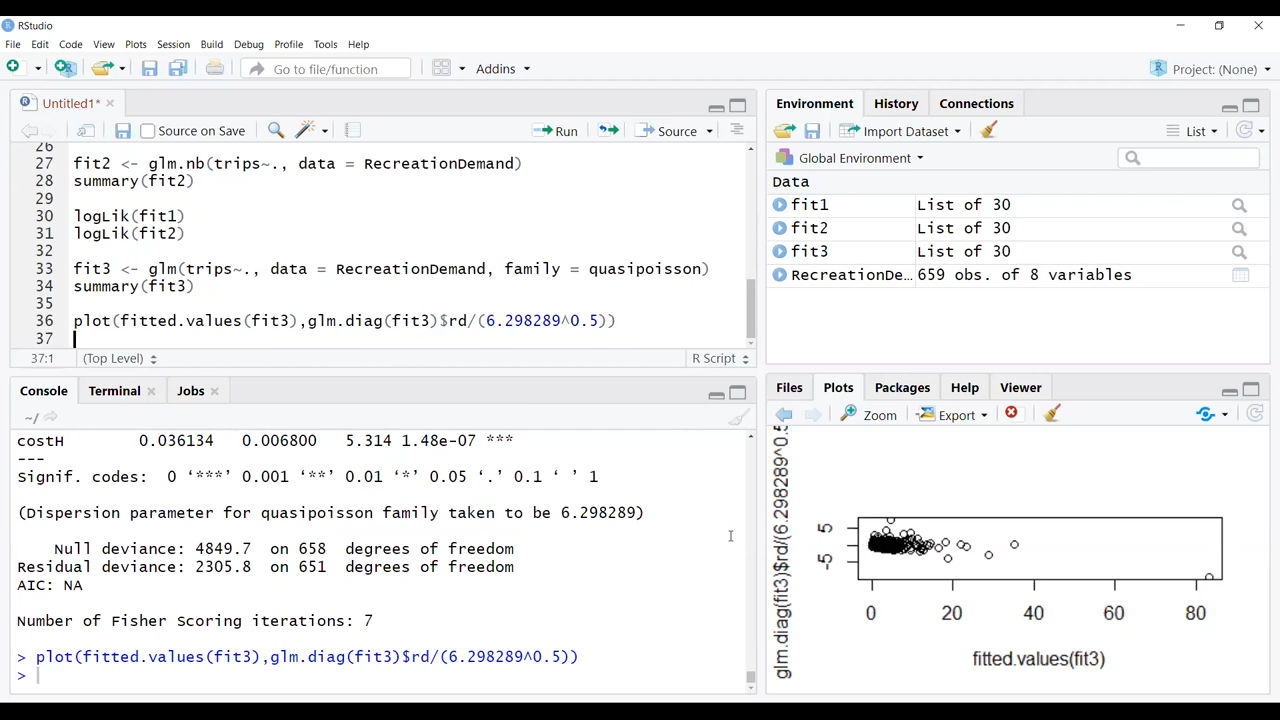 RStudio
File Edit Code View Plots Session Build Debug Profile Tools Help
Go to file/function Addins Project: (None)
Untitled1*
Source on Save Run Source
26
27 fit2 <- glm.nb(trips~., data = RecreationDemand)
28 summary(fit2)
29
30 logLik(fit1)
31 logLik(fit2)
32
33 fit3 <- glm(trips~., data = RecreationDemand, family = quasipoisson)
34 summary(fit3)
35
36 plot(fitted.values(fit3),glm.diag(fit3)$rd/(6.298289^0.5))
37
37:1 (Top Level) R Script
Console Terminal Jobs
~/
costH 0.036134 0.006800 5.314 1.48e-07 ***
---
Signif. codes: 0 ‘***’ 0.001 ‘**’ 0.01 ‘*’ 0.05 ‘.’ 0.1 ‘ ’ 1
(Dispersion parameter for quasipoisson family taken to be 6.298289)
Null deviance: 4849.7 on 658 degrees of freedom
Residual deviance: 2305.8 on 651 degrees of freedom
AIC: NA
Number of Fisher Scoring iterations: 7
> plot(fitted.values(fit3),glm.diag(fit3)$rd/(6.298289^0.5))
>
Environment History Connections
Import Dataset List
Global Environment
Data
fit1 List of 30
fit2 List of 30
fit3 List of 30
RecreationDe… 659 obs. of 8 variables
Files Plots Packages Help Viewer
Zoom Export
glm.diag(fit3)$rd/(6.298289^0.5
5
-5
0 20 40 60 80
fitted.values(fit3)